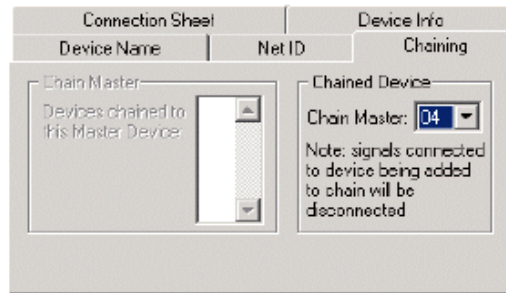 Connection Sheet
Device Info
Device Name
Net ID
Chaining
Chain Master
Devices chained to
this Master Device:
Chained Device
Chain Master: 04
Note: signals connected
to device being added
to chain will be
disconnected